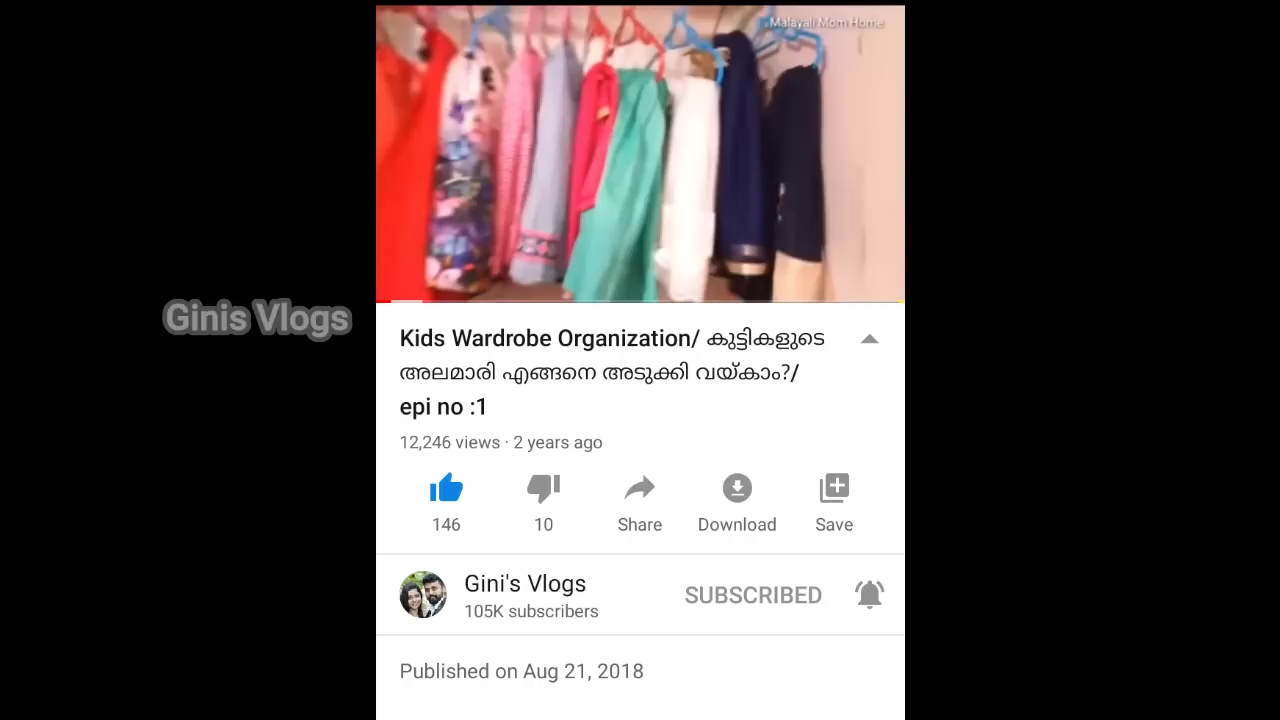 Malayali Mom Home
Ginis Vlogs
Kids Wardrobe Organization/ കുട്ടികളുടെ
അലമാരി എങ്ങനെ അടുക്കി വയ്കാം?/
epi no :1
12,246 views · 2 years ago
146
10
Share
Download
Save
Gini's Vlogs
105K subscribers
SUBSCRIBED
Published on Aug 21, 2018